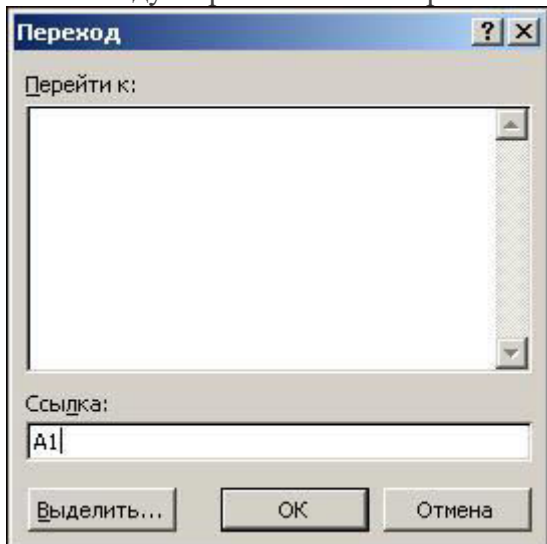 Переход
Перейти к:
Ссылка:
A1
Выделить...
ОК
Отмена